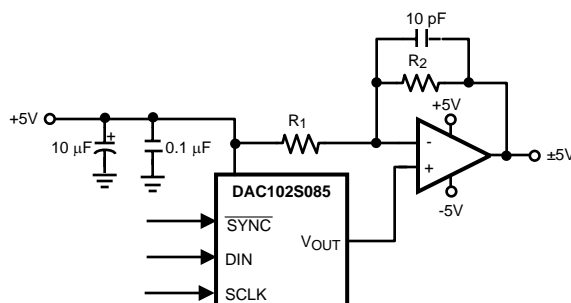 10 pF
R2
+5V
R1
+5V
10 µF
+
0.1 µF
-
+
±5V
-5V
DAC102S085
SYNC
VOUT
DIN
SCLK